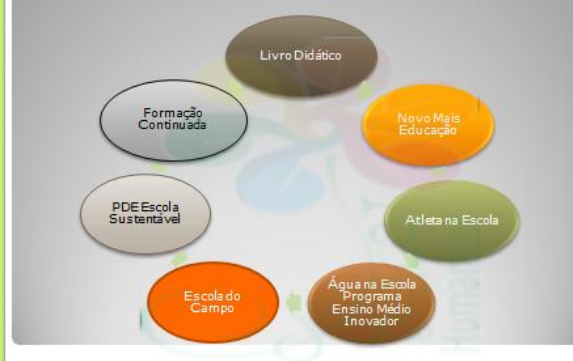 Livro Didático
Novo Mais
Educação
Atleta na Escola
Água na Escola
Programa
Ensino Médio
Inovador
Escola do
Campo
PDE Escola
Sustentável
Formação
Continuada